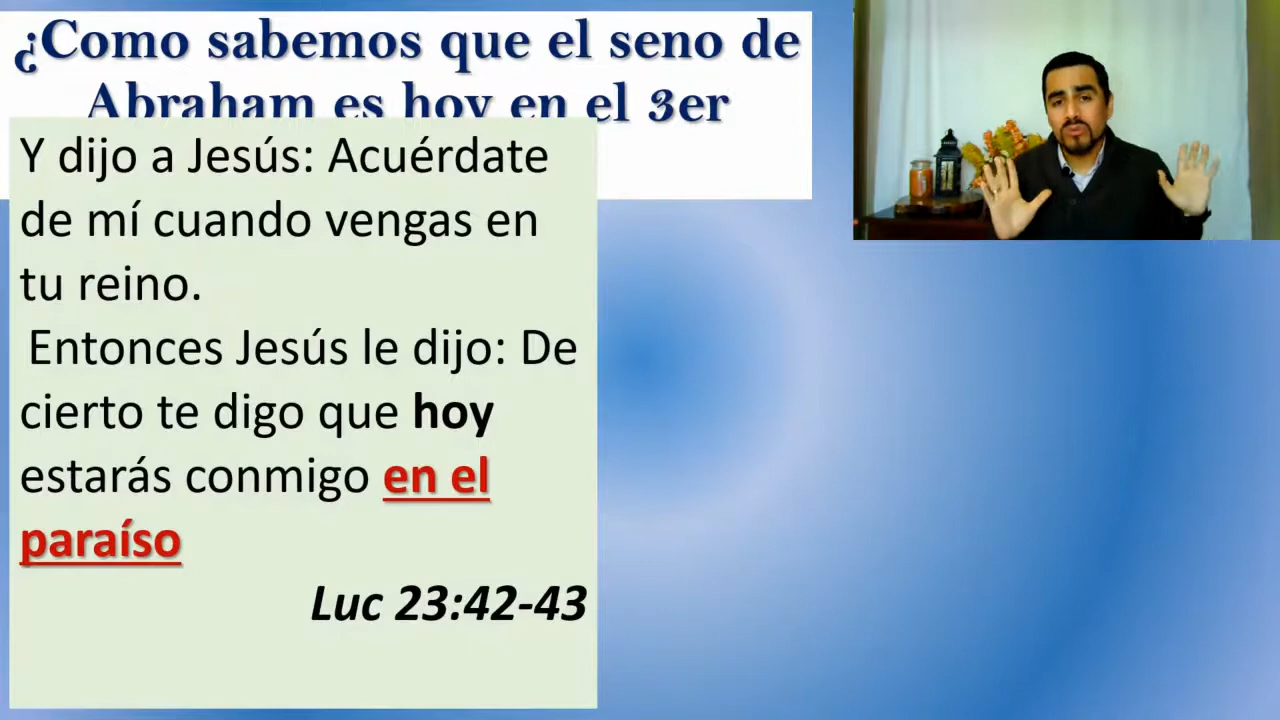 ¿Como sabemos que el seno de
Abraham es hoy en el 3er
Y dijo a Jesús: Acuérdate
de mí cuando vengas en
tu reino.
Entonces Jesús le dijo: De
cierto te digo que hoy
estarás conmigo en el
paraíso
Luc 23:42-43